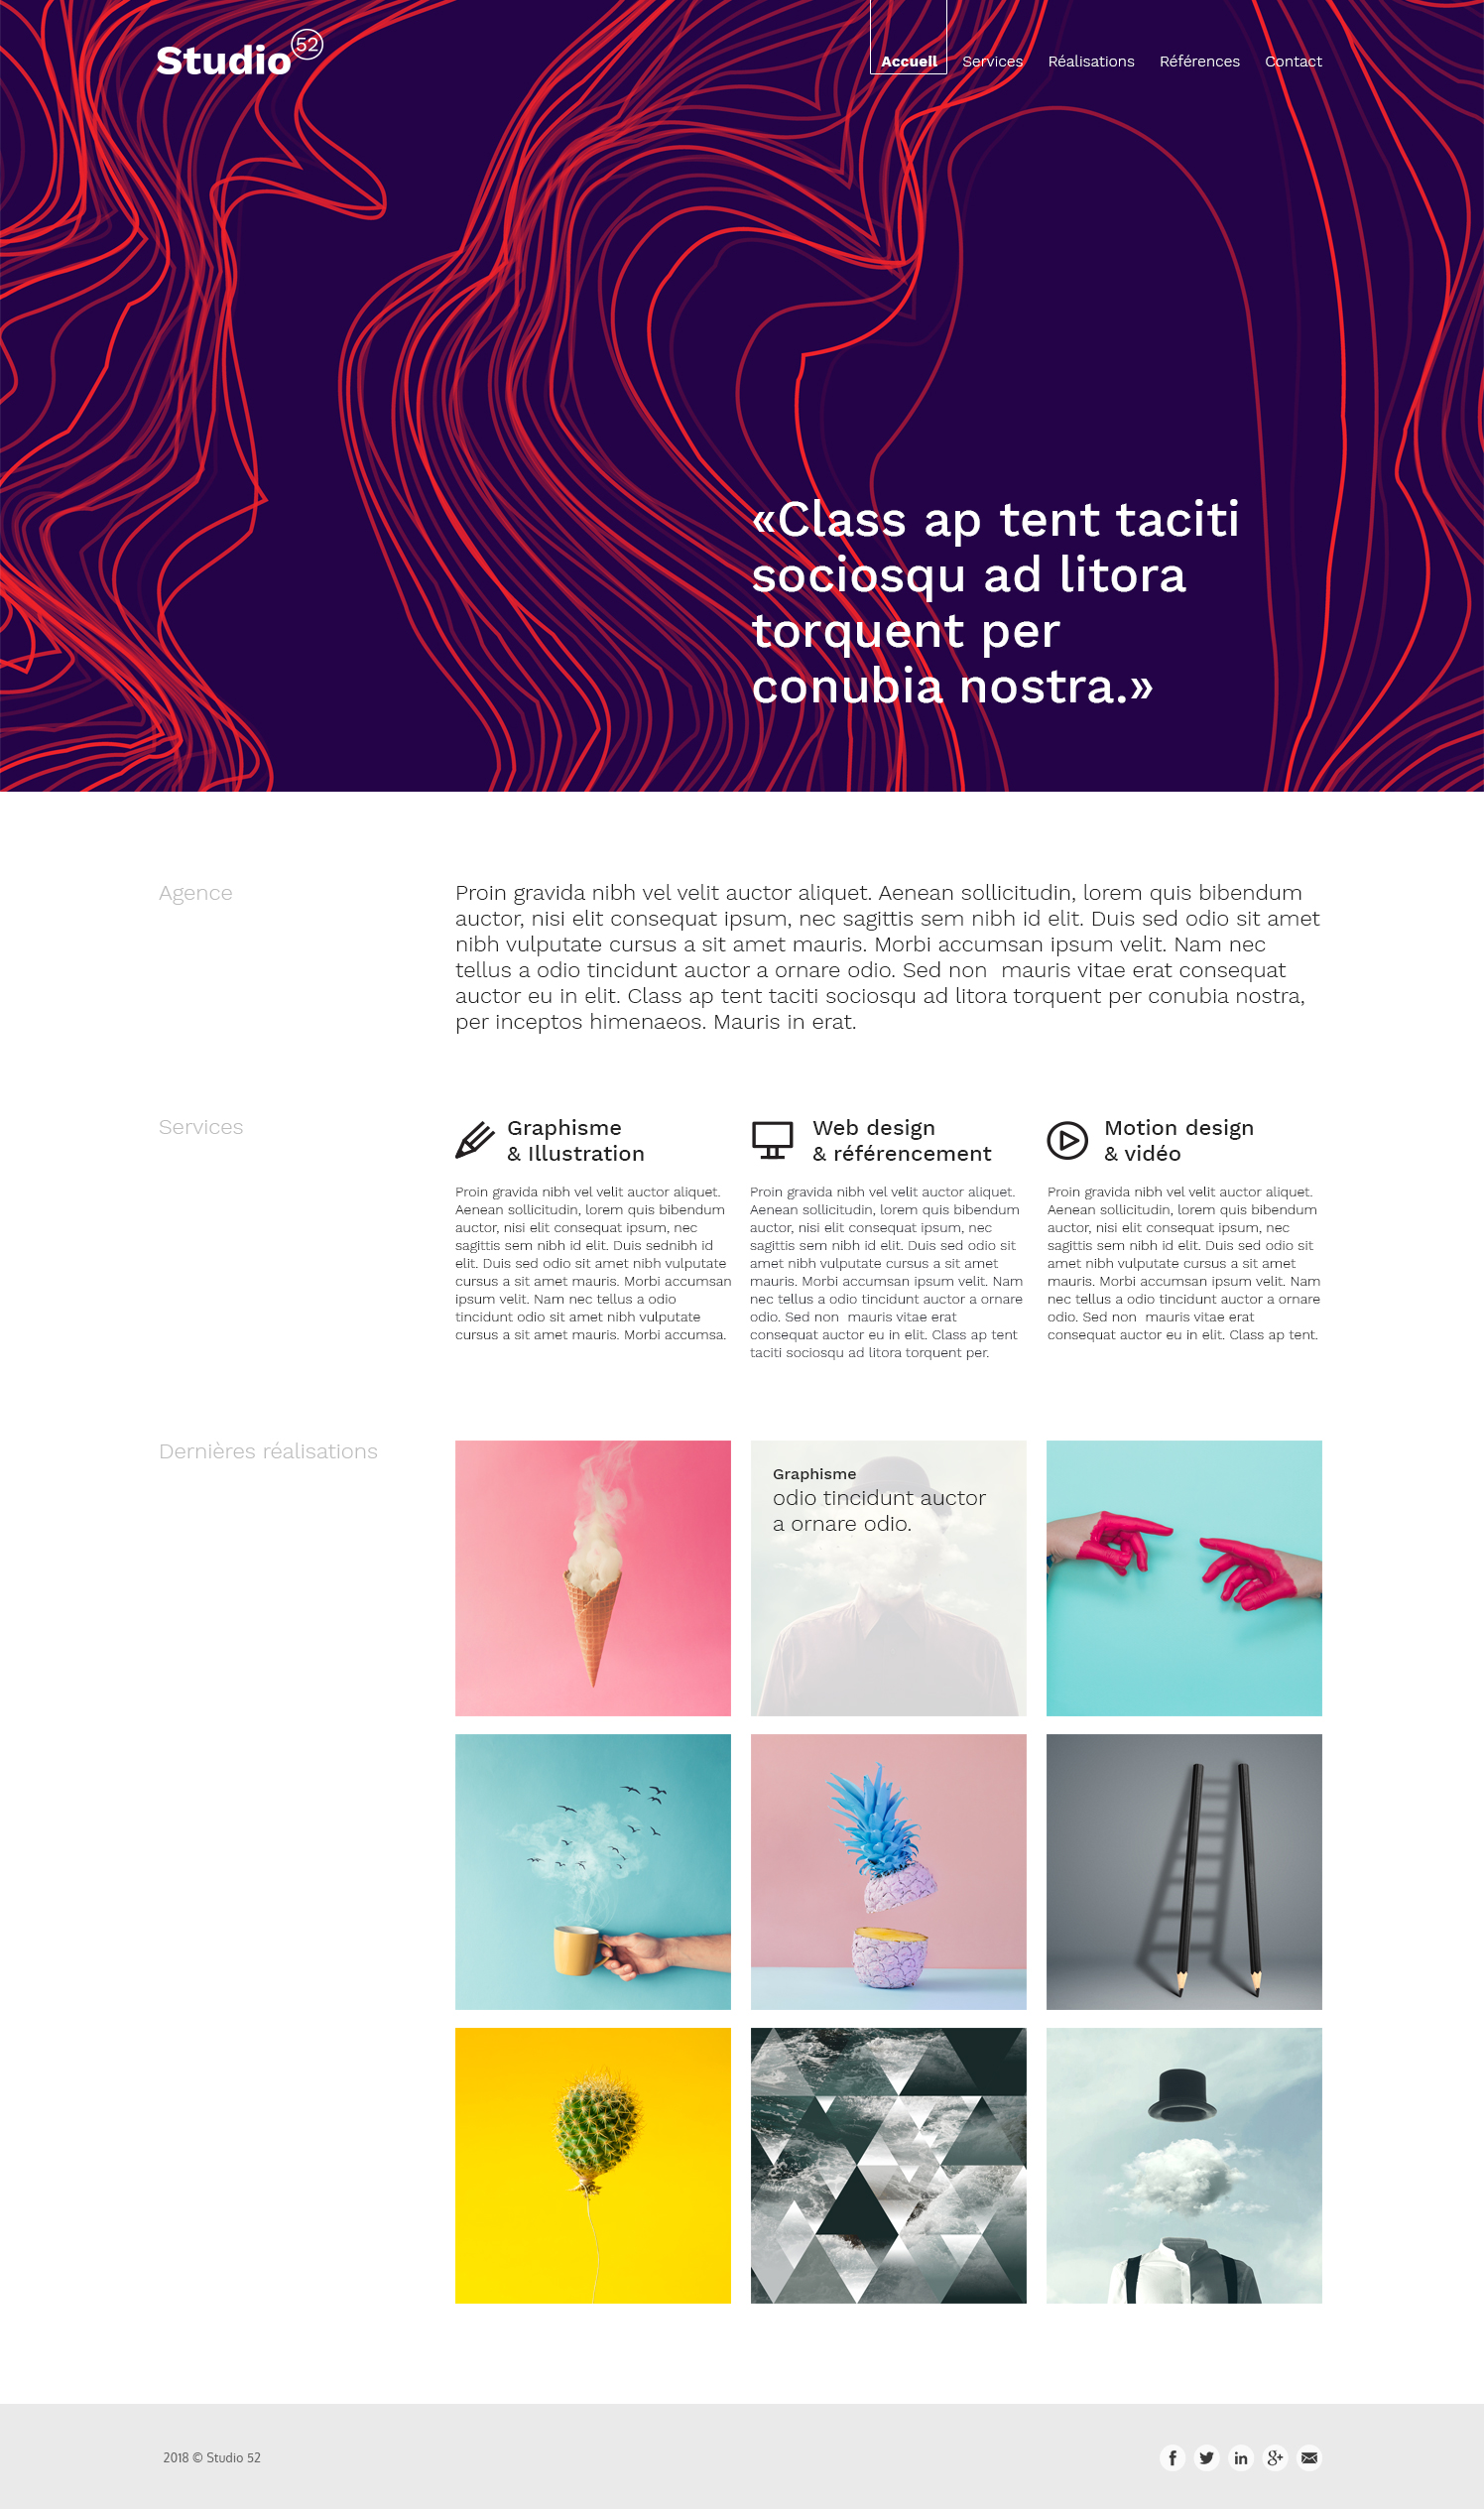 Studio 52
Accueil Services Réalisations Références Contact
«Class ap tent taciti
sociosqu ad litora
torquent per
conubia nostra.»
Agence
Proin gravida nibh vel velit auctor aliquet. Aenean sollicitudin, lorem quis bibendum
auctor, nisi elit consequat ipsum, nec sagittis sem nibh id elit. Duis sed odio sit amet
nibh vulputate cursus a sit amet mauris. Morbi accumsan ipsum velit. Nam nec
tellus a odio tincidunt auctor a ornare odio. Sed non  mauris vitae erat consequat
auctor eu in elit. Class ap tent taciti sociosqu ad litora torquent per conubia nostra,
per inceptos himenaeos. Mauris in erat.
Services
Graphisme
& Illustration
Proin gravida nibh vel velit auctor aliquet.
Aenean sollicitudin, lorem quis bibendum
auctor, nisi elit consequat ipsum, nec
sagittis sem nibh id elit. Duis sednibh id
elit. Duis sed odio sit amet nibh vulputate
cursus a sit amet mauris. Morbi accumsan
ipsum velit. Nam nec tellus a odio
tincidunt odio sit amet nibh vulputate
cursus a sit amet mauris. Morbi accumsa.
Web design
& référencement
Proin gravida nibh vel velit auctor aliquet.
Aenean sollicitudin, lorem quis bibendum
auctor, nisi elit consequat ipsum, nec
sagittis sem nibh id elit. Duis sed odio sit
amet nibh vulputate cursus a sit amet
mauris. Morbi accumsan ipsum velit. Nam
nec tellus a odio tincidunt auctor a ornare
odio. Sed non  mauris vitae erat
consequat auctor eu in elit. Class ap tent
taciti sociosqu ad litora torquent per.
Motion design
& vidéo
Proin gravida nibh vel velit auctor aliquet.
Aenean sollicitudin, lorem quis bibendum
auctor, nisi elit consequat ipsum, nec
sagittis sem nibh id elit. Duis sed odio sit
amet nibh vulputate cursus a sit amet
mauris. Morbi accumsan ipsum velit. Nam
nec tellus a odio tincidunt auctor a ornare
odio. Sed non  mauris vitae erat
consequat auctor eu in elit. Class ap tent.
Dernières réalisations
Graphisme
odio tincidunt auctor
a ornare odio.
2018 © Studio 52